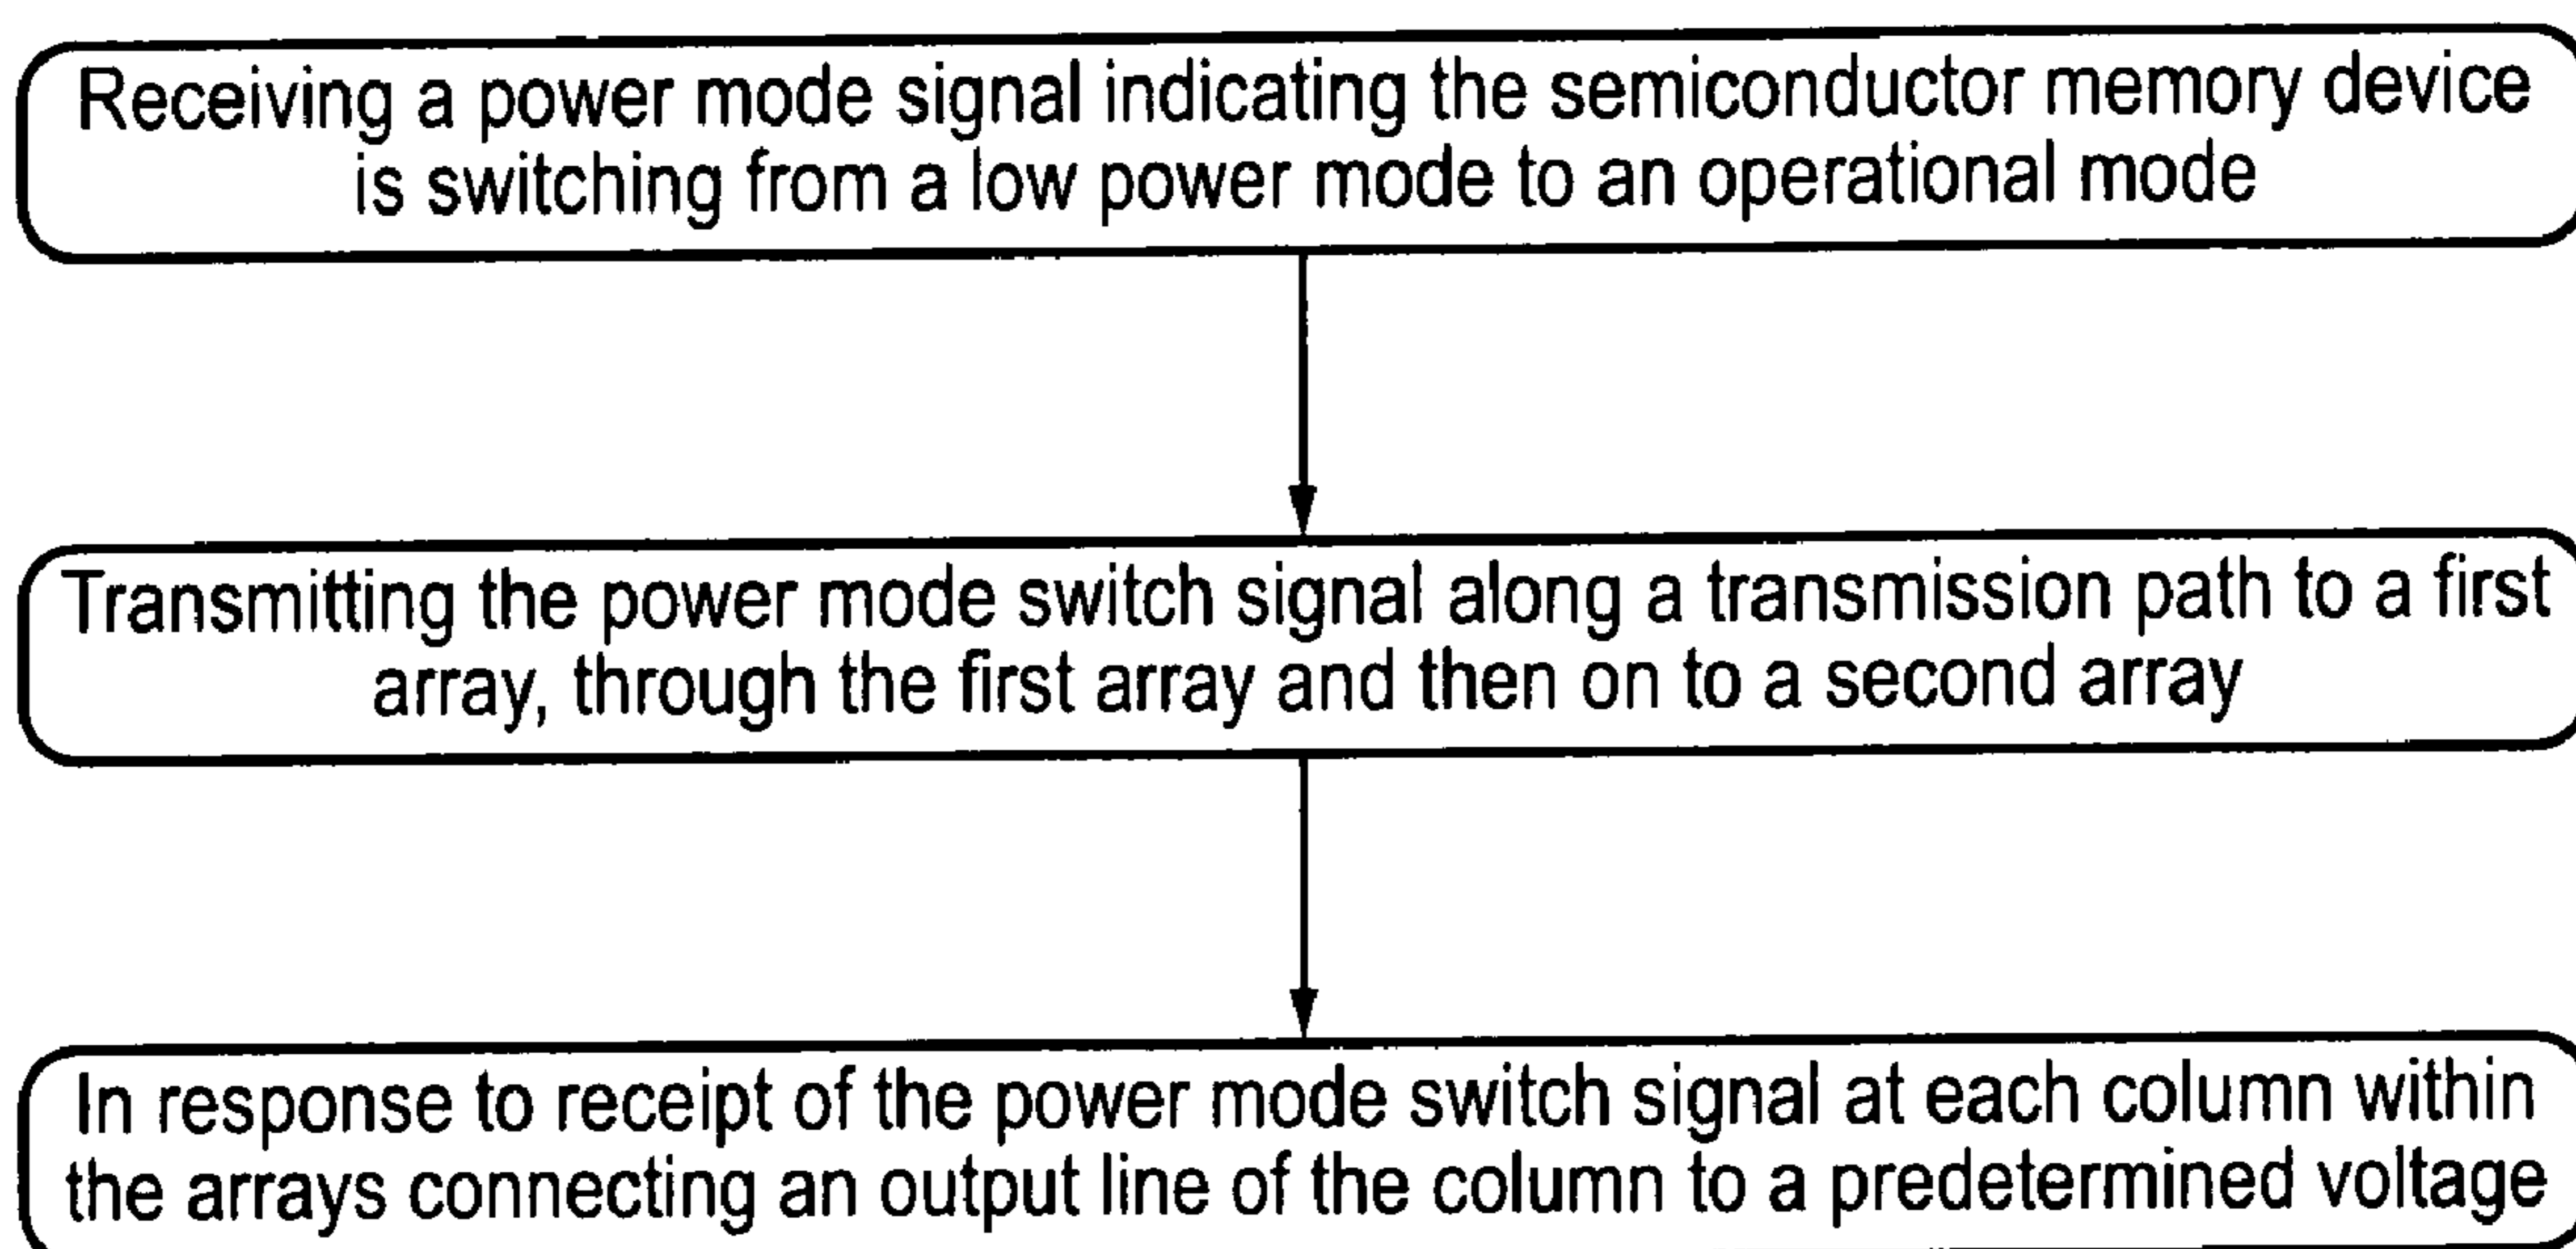 Receiving a power mode signal indicating the semiconductor memory device
is switching from a low power mode to an operational mode
Transmitting the power mode switch signal along a transmission path to a first
array, through the first array and then on to a second array
In response to receipt of the power mode switch signal at each column within
the arrays connecting an output line of the column to a predetermined voltage